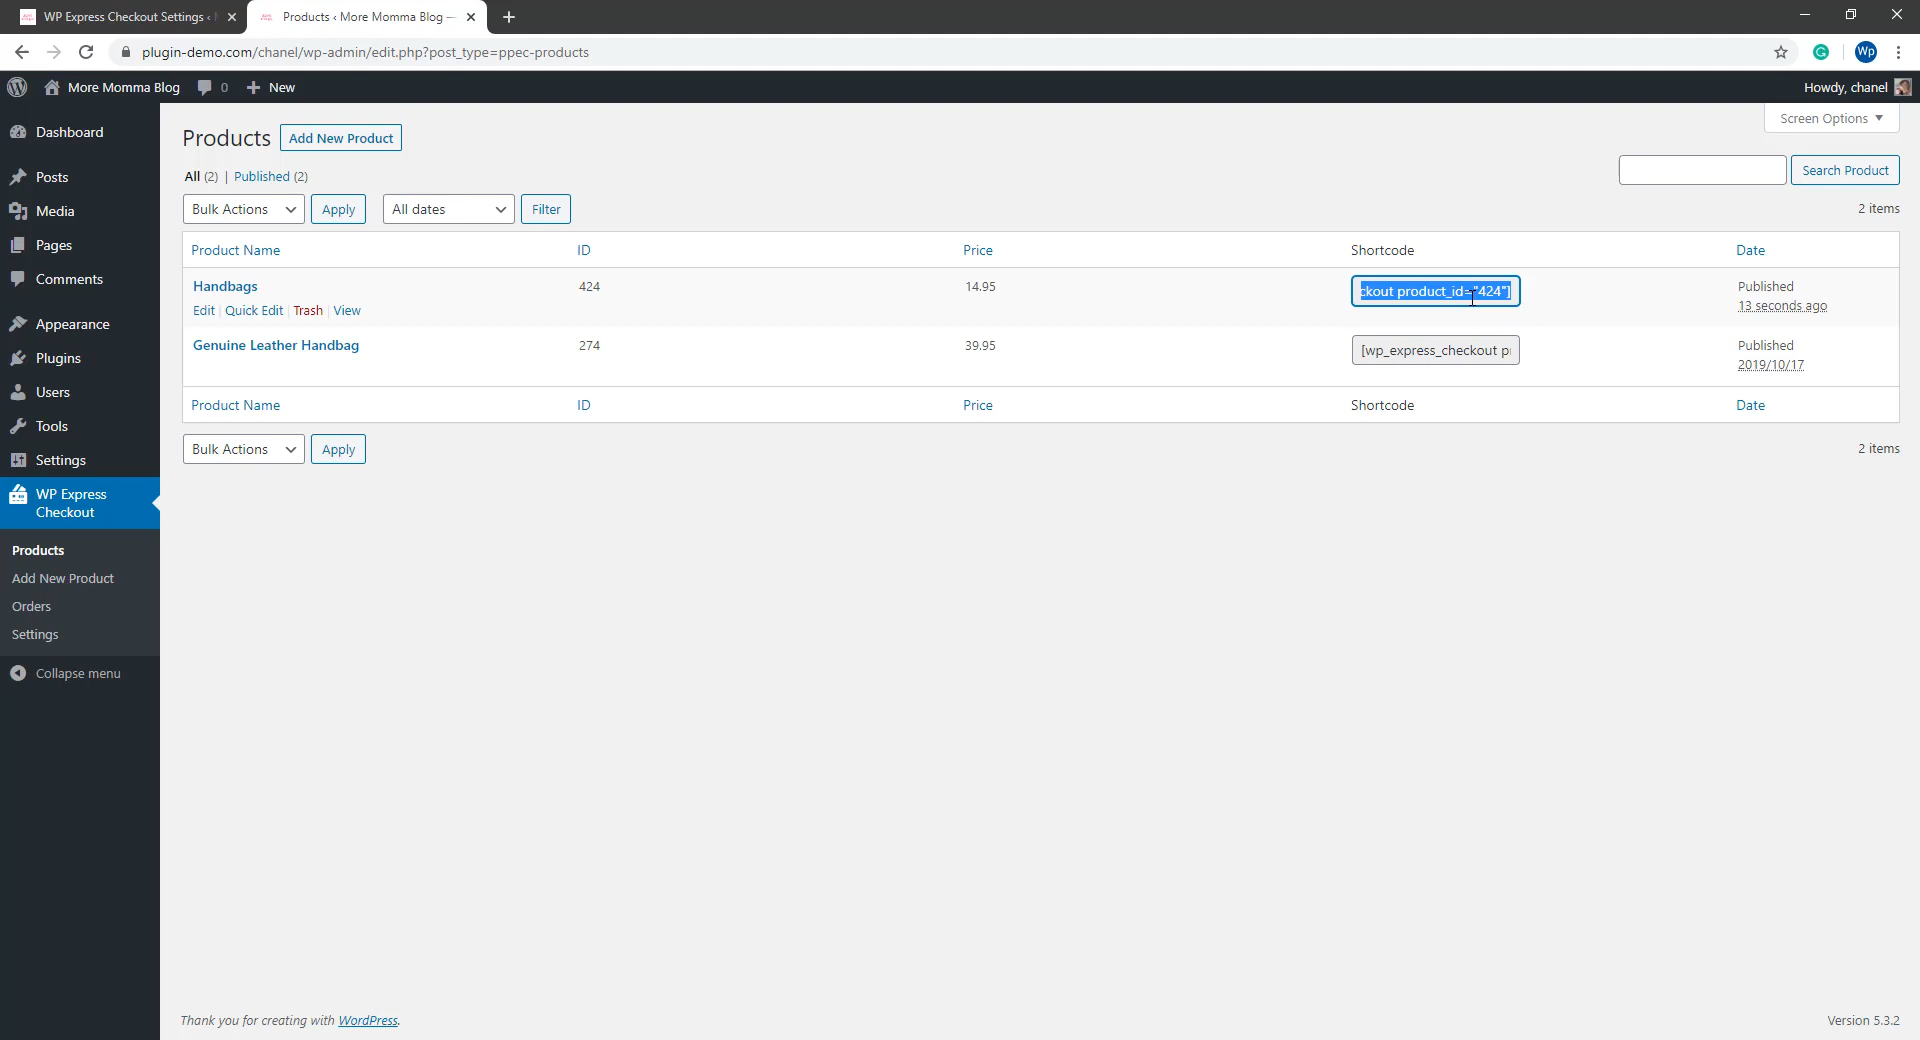 WP Express Checkout Settings ‹
Products ‹ More Momma Blog —
plugin-demo.com/chanel/wp-admin/edit.php?post_type=ppec-products
Wp
More Momma Blog 0 New
Howdy, chanel
Dashboard
Posts
Media
Pages
Comments
Appearance
Plugins
Users
Tools
Settings
WP Express
Checkout
Products
Add New Product
Orders
Settings
Collapse menu
Screen Options
Products Add New Product
All (2) | Published (2)
Search Product
Bulk Actions Apply All dates Filter
2 items
Product Name ID Price Shortcode Date
Handbags 424 14.95 ckout product_id="424"] Published
13 seconds ago
Edit | Quick Edit | Trash | View
Genuine Leather Handbag 274 39.95 [wp_express_checkout p Published
2019/10/17
Product Name ID Price Shortcode Date
Bulk Actions Apply
2 items
Thank you for creating with WordPress.
Version 5.3.2